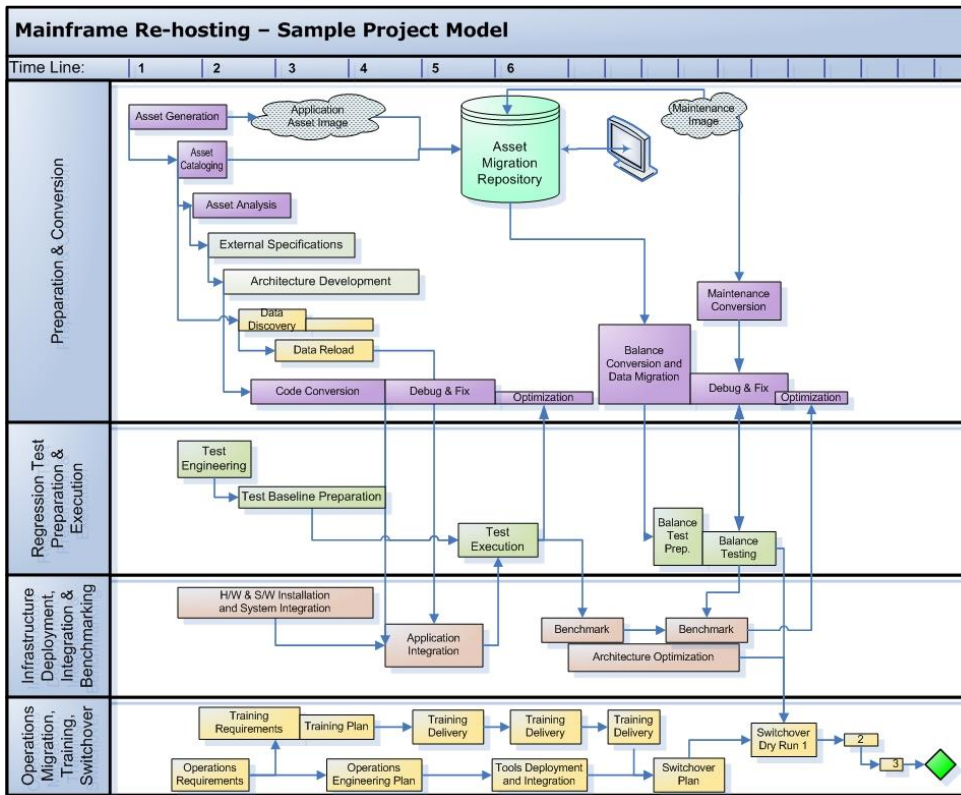 Mainframe Re-hosting – Sample Project Model
Time Line:
1
2
3
4
5
6
Preparation & Conversion
Asset Generation
Application
Asset Image
Maintenance
Image
Asset
Cataloging
Asset
Migration
Repository
Asset Analysis
External Specifications
Architecture Development
Maintenance
Conversion
Data
Discovery
Data Reload
Balance
Conversion and
Data Migration
Code Conversion
Debug & Fix
Optimization
Debug & Fix
Optimization
Regression Test
Preparation &
Execution
Test
Engineering
Test Baseline Preparation
Test
Execution
Balance
Test
Prep.
Balance
Testing
Infrastructure
Deployment,
Integration &
Benchmarking
H/W & S/W Installation
and System Integration
Application
Integration
Benchmark
Benchmark
Architecture Optimization
Operations
Migration,
Training,
Switchover
Training
Requirements
Training Plan
Training
Delivery
Training
Delivery
Training
Delivery
Switchover
Dry Run 1
2
3
Operations
Requirements
Operations
Engineering Plan
Tools Deployment
and Integration
Switchover
Plan